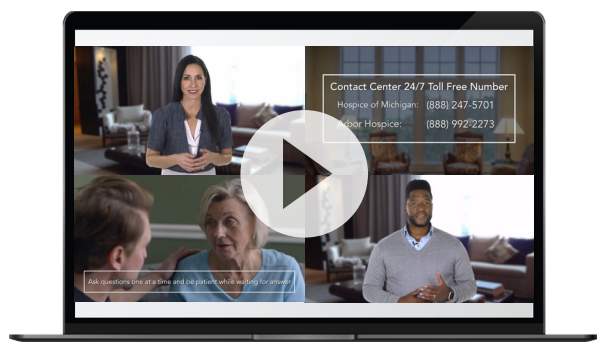 Contact Center 24/7 Toll Free Number
Hospice of Michigan: (888) 247-5701
Arbor Hospice: (888) 992-2273
Ask questions one at a time and be patient while waiting for answer